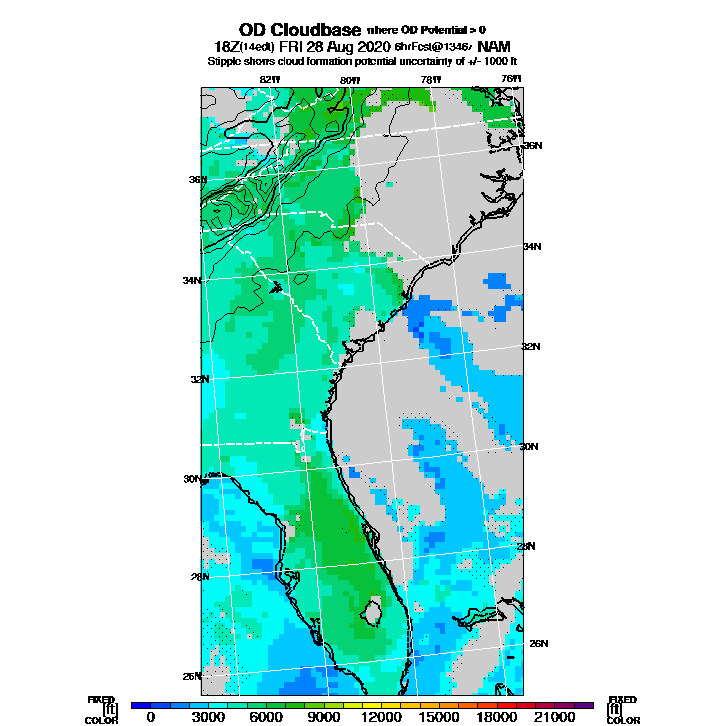 OD Cloudbase where OD Potential > 0
18Z(14edt) FRI 28 Aug 2020 6hrFcst@1346z NAM
Stipple shows cloud formation potential uncertainty of +/- 1000 ft
82W 80W 78W 76W
36N
36N
34N
34N
32N
32N
30N
30N
28N
28N
26N
26N
FIXED FIXED
[ft] [ft]
COLOR COLOR
0 3000 6000 9000 12000 15000 18000 21000